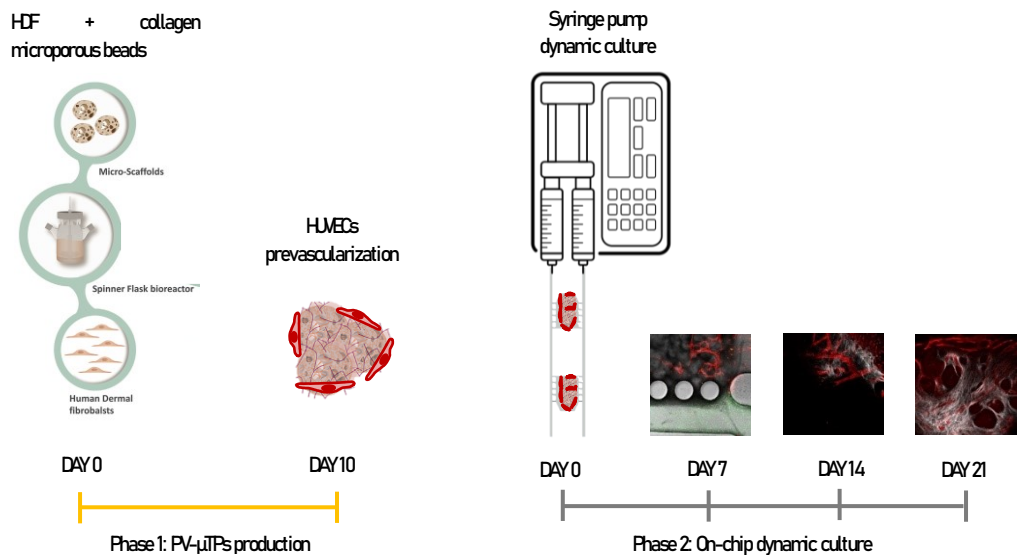 HDF + collagen
microporous beads
Micro-Scaffolds
Spinner Flask bioreactor
Human Dermal
fibrobalsts
HUVECs
prevascularization
Syringe pump
dynamic culture
DAY 0
DAY 10
Phase 1: PV-µTPs production
DAY 0
DAY 7
DAY 14
DAY 21
Phase 2: On-chip dynamic culture